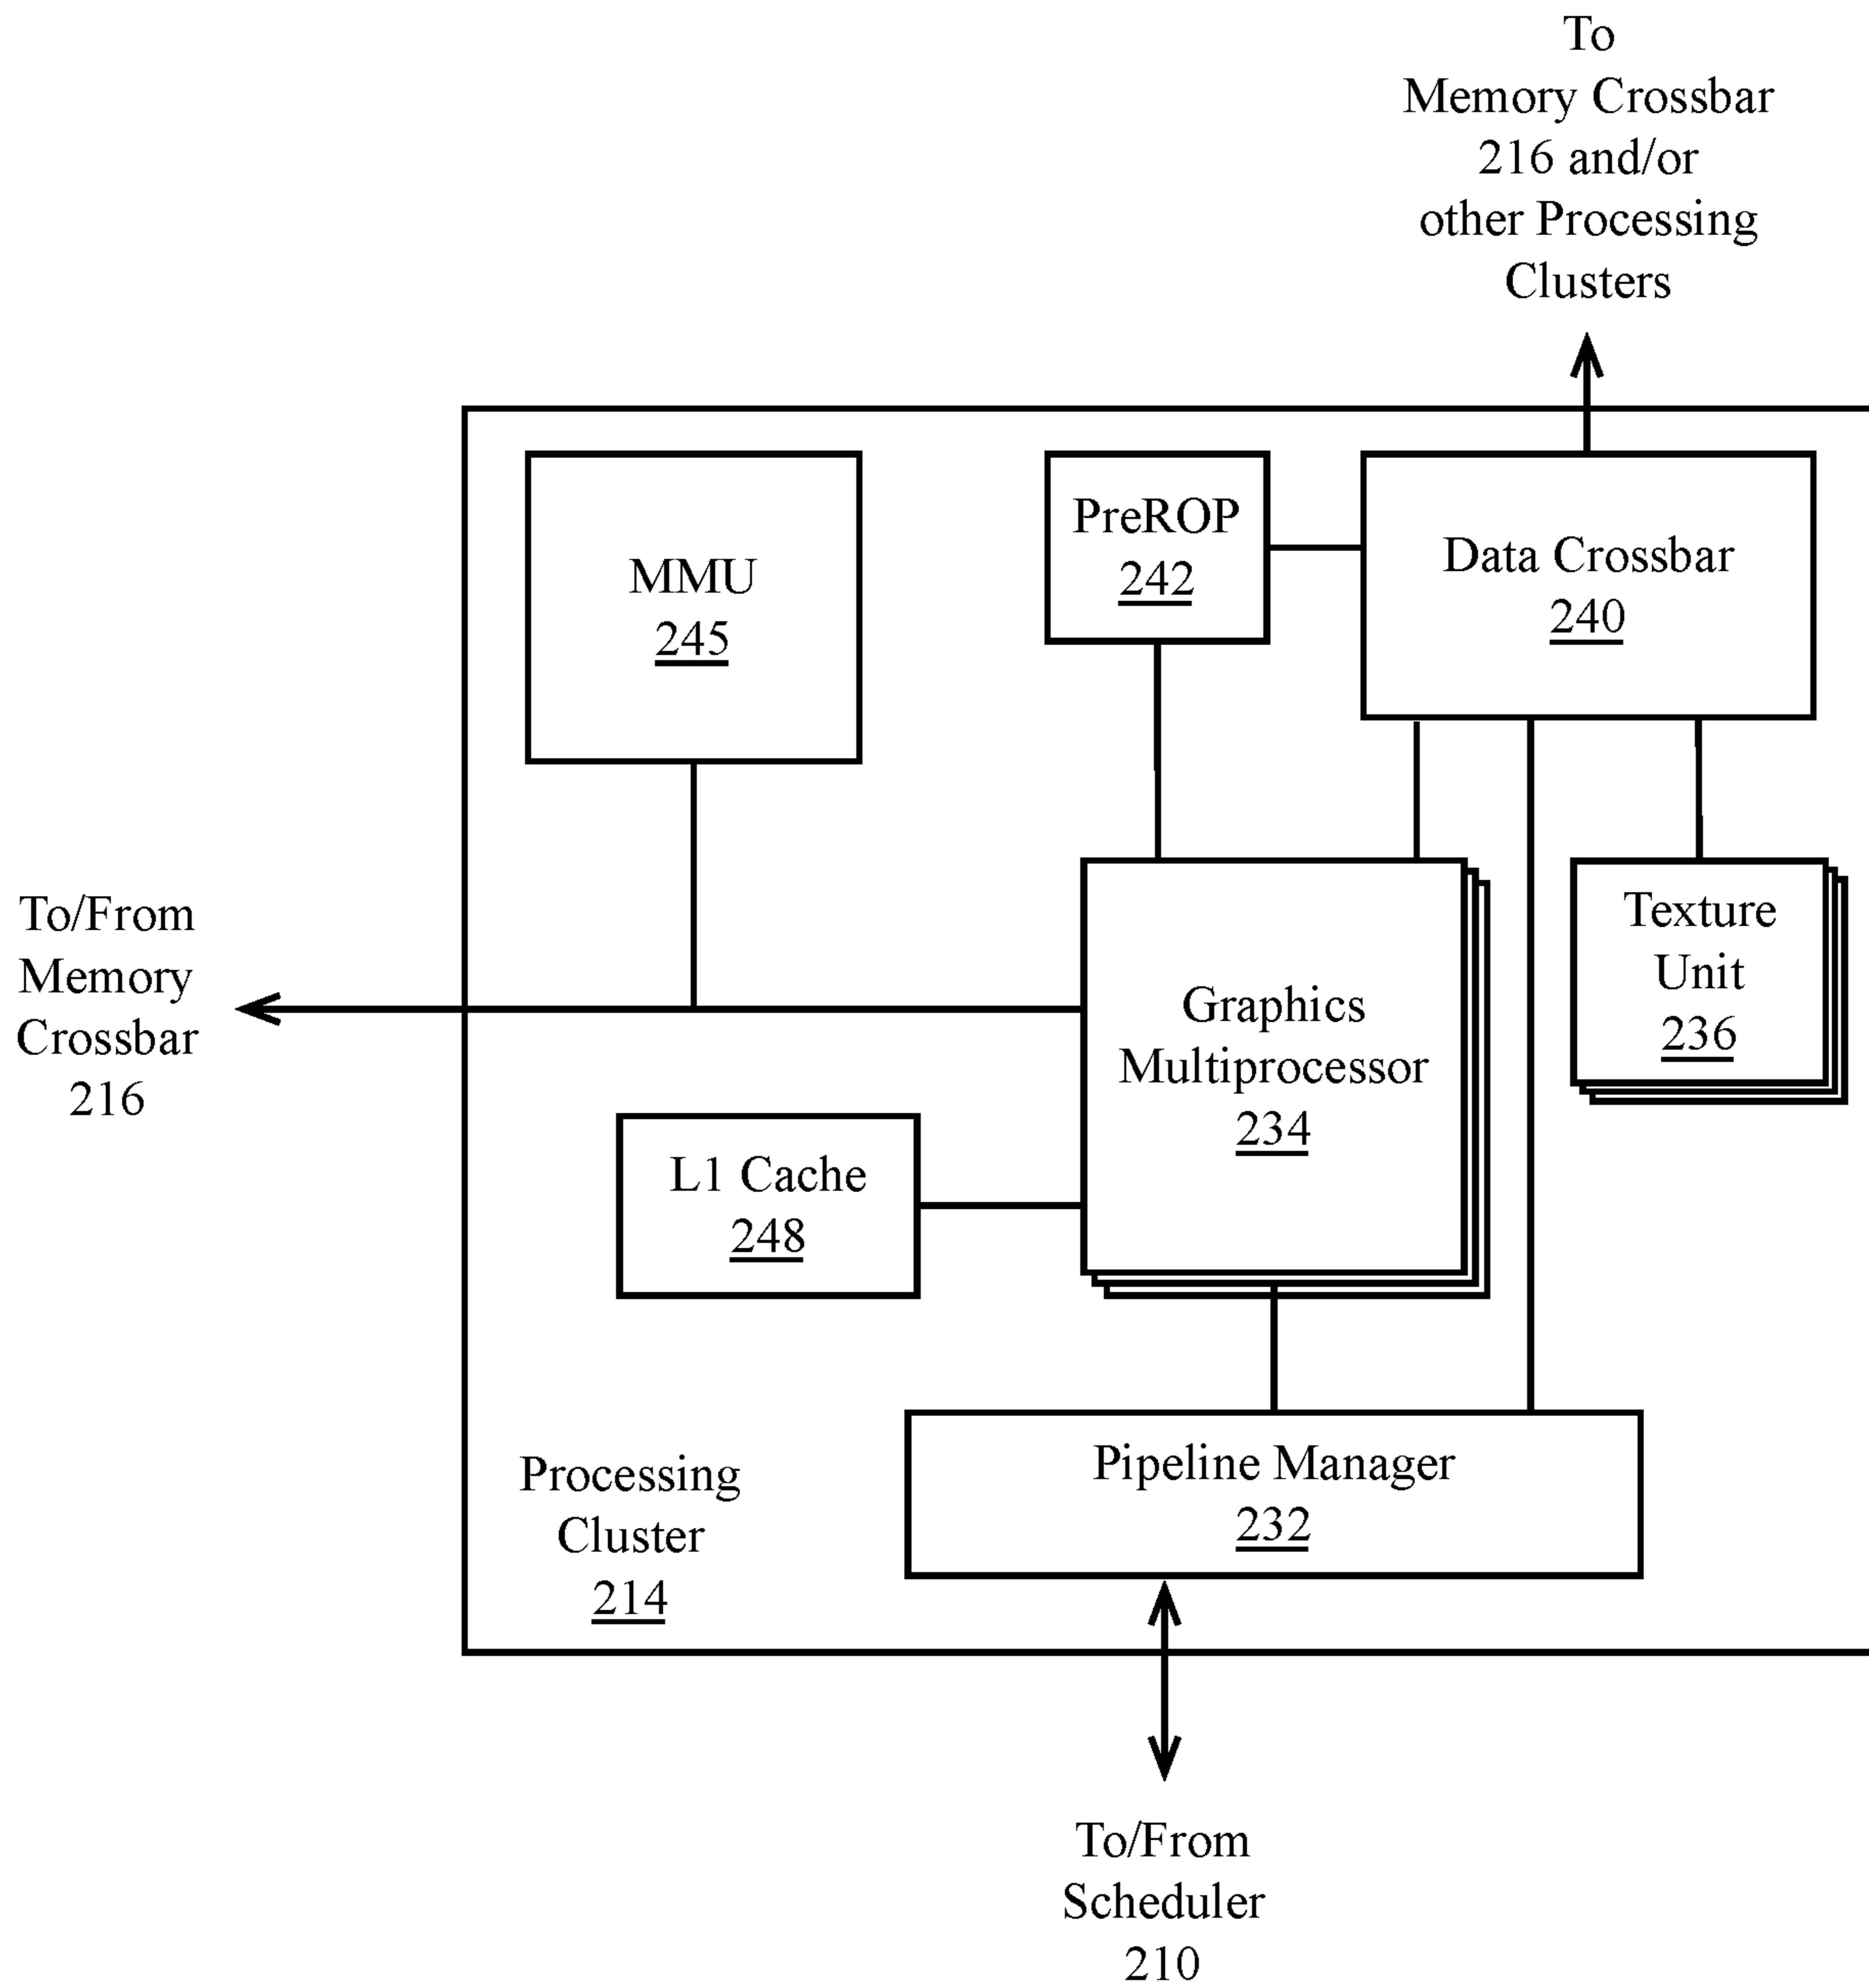 To
Memory Crossbar
216 and/or
other Processing
Clusters
PreROP
242
Data Crossbar
240
MMU
245
To/From
Memory
Crossbar
216
Graphics
Multiprocessor
234
Texture
Unit
236
L1 Cache
248
Pipeline Manager
232
Processing
Cluster
214
To/From
Scheduler
210